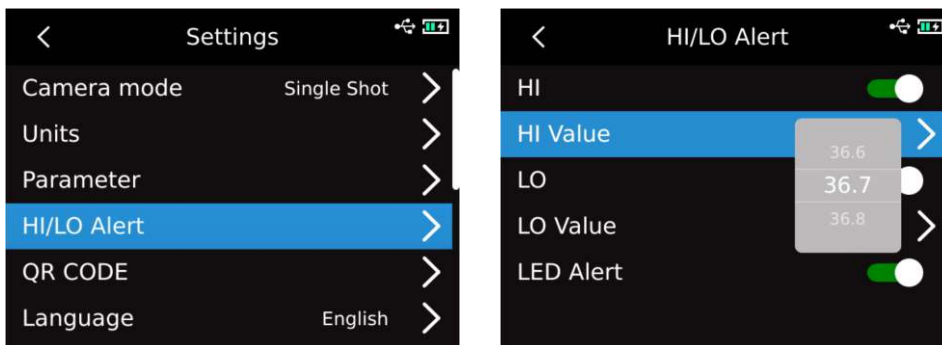 Settings
Camera mode Single Shot
Units
Parameter
HI/LO Alert
QR CODE
Language English
HI/LO Alert
HI
HI Value
36.6
LO
36.7
LO Value
36.8
LED Alert